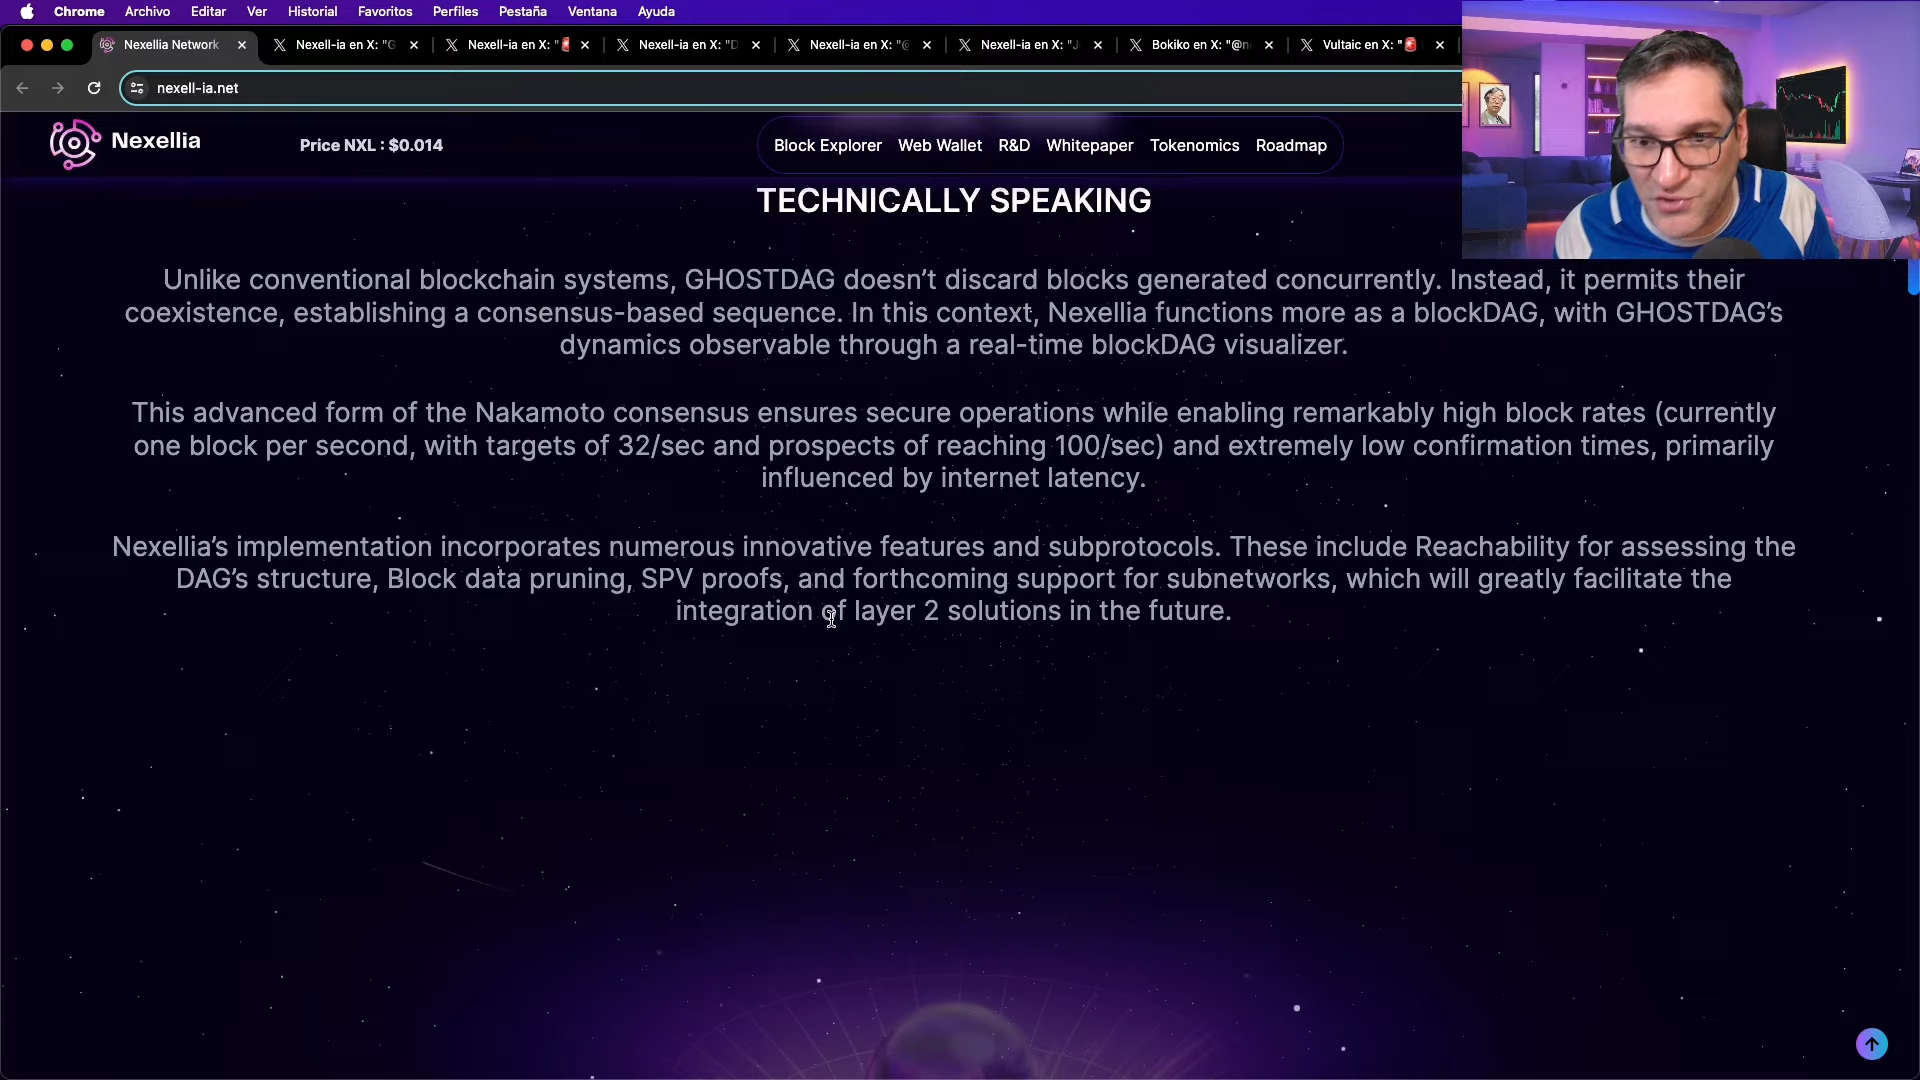 Chrome Archivo Editar Ver Historial Favoritos Perfiles Pestaña Ventana Ayuda
Nexellia Network Nexell-ia en X: "G Nexell-ia en X: "🚨 Nexell-ia en X: "D Nexell-ia en X: "@ Nexell-ia en X: "J Bokiko en X: "@n Vultaic en X: "🚨
nexell-ia.net
Nexellia Price NXL : $0.014 Block Explorer Web Wallet R&D Whitepaper Tokenomics Roadmap
TECHNICALLY SPEAKING
Unlike conventional blockchain systems, GHOSTDAG doesn’t discard blocks generated concurrently. Instead, it permits their
coexistence, establishing a consensus-based sequence. In this context, Nexellia functions more as a blockDAG, with GHOSTDAG’s
dynamics observable through a real-time blockDAG visualizer.
This advanced form of the Nakamoto consensus ensures secure operations while enabling remarkably high block rates (currently
one block per second, with targets of 32/sec and prospects of reaching 100/sec) and extremely low confirmation times, primarily
influenced by internet latency.
Nexellia’s implementation incorporates numerous innovative features and subprotocols. These include Reachability for assessing the
DAG’s structure, Block data pruning, SPV proofs, and forthcoming support for subnetworks, which will greatly facilitate the
integration of layer 2 solutions in the future.